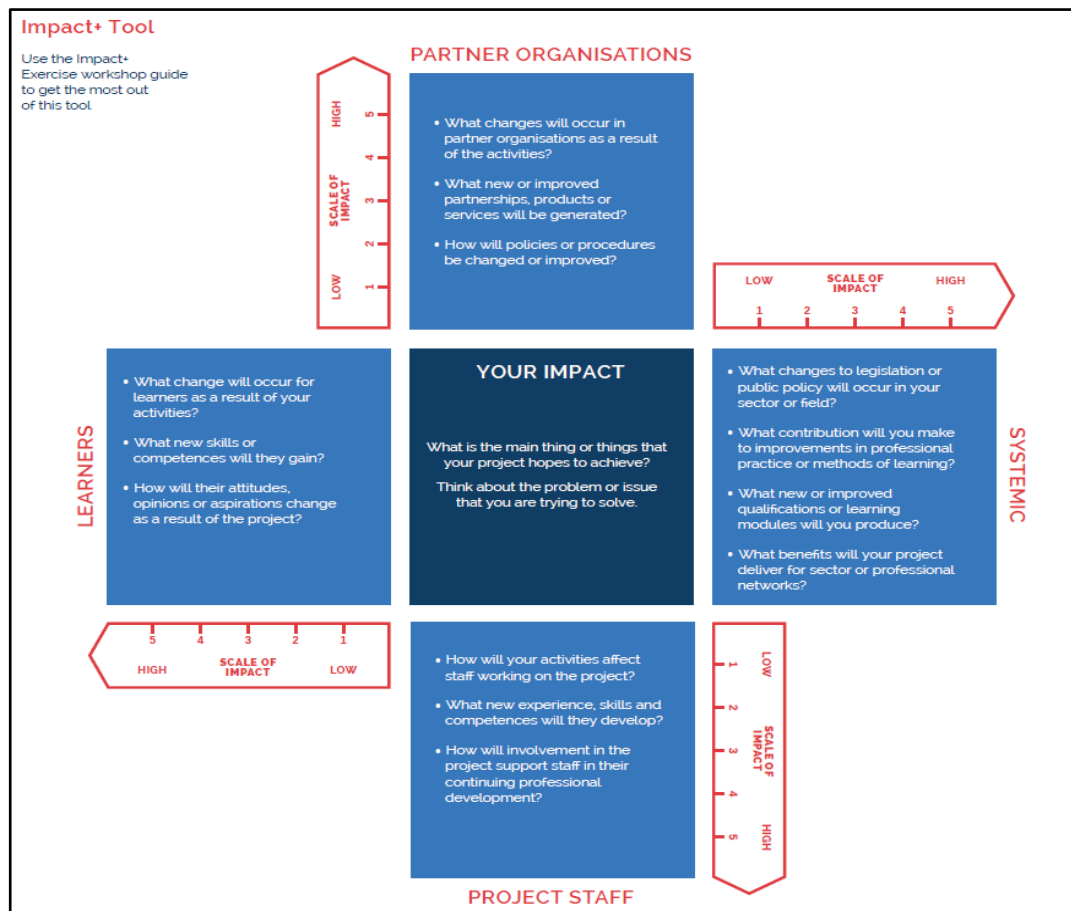 Impact+ Tool
Use the Impact+
Exercise workshop guide
to get the most out
of this tool
PARTNER ORGANISATIONS
HIGH
SCALE OF
IMPACT
LOW
5
4
3
2
1
• What changes will occur in
partner organisations as a result
of the activities?
• What new or improved
partnerships, products or
services will be generated?
• How will policies or procedures
be changed or improved?
LOW
SCALE OF
IMPACT
HIGH
1 2 3 4 5
LEARNERS
• What change will occur for
learners as a result of your
activities?
• What new skills or
competences will they gain?
• How will their attitudes,
opinions or aspirations change
as a result of the project?
YOUR IMPACT
What is the main thing or things that
your project hopes to achieve?
Think about the problem or issue
that you are trying to solve.
• What changes to legislation or
public policy will occur in your
sector or field?
• What contribution will you make
to improvements in professional
practice or methods of learning?
• What new or improved
qualifications or learning
modules will you produce?
• What benefits will your project
deliver for sector or professional
networks?
SYSTEMIC
5 4 3 2 1
HIGH
SCALE OF
IMPACT
LOW
• How will your activities affect
staff working on the project?
• What new experience, skills and
competences will they develop?
• How will involvement in the
project support staff in their
continuing professional
development?
1
2
3
4
5
LOW
SCALE OF
IMPACT
HIGH
PROJECT STAFF